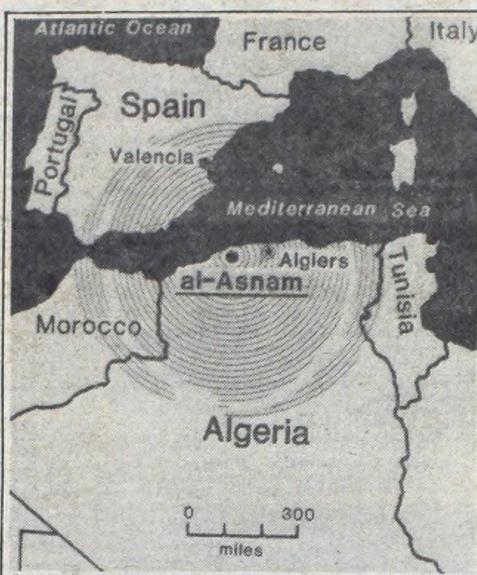 Atlantic Ocean
France
Italy
Spain
Portugal
Valencia
Mediterranean Sea
Algiers
al-Asnam
Tunisia
Morocco
Algeria
0 300
miles